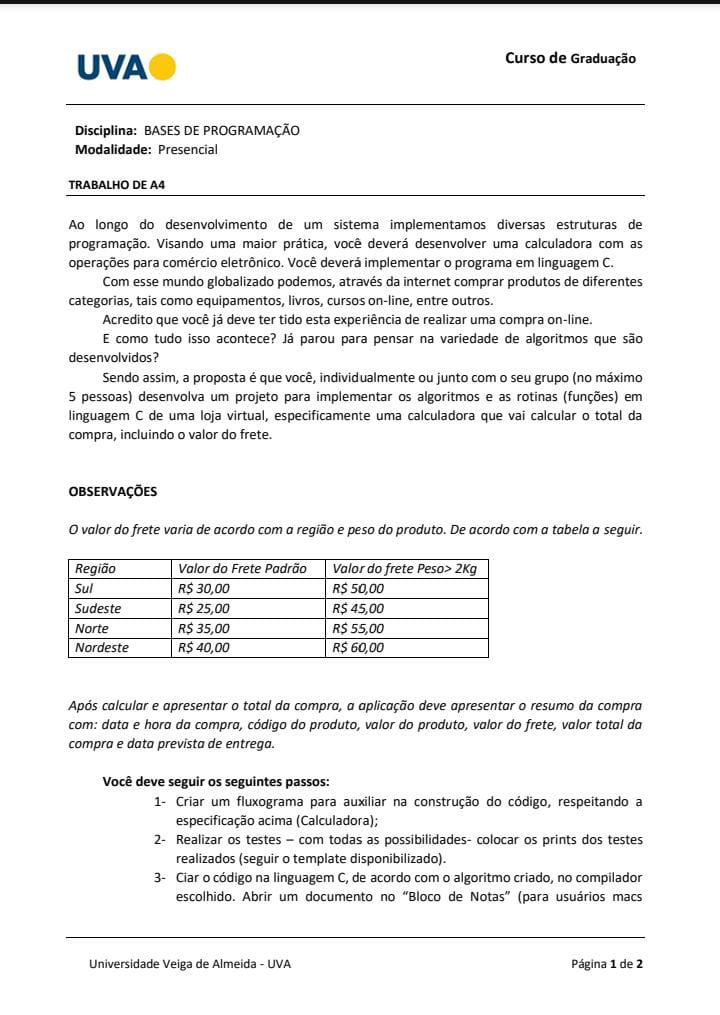 UVA
Curso de Graduação
Disciplina: BASES DE PROGRAMAÇÃO
Modalidade: Presencial
TRABALHO DE A4
Ao longo do desenvolvimento de um sistema implementamos diversas estruturas de
programação. Visando uma maior prática, você deverá desenvolver uma calculadora com as
operações para comércio eletrônico. Você deverá implementar o programa em linguagem C.
Com esse mundo globalizado podemos, através da internet comprar produtos de diferentes
categorias, tais como equipamentos, livros, cursos on-line, entre outros.
Acredito que você já deve ter tido esta experiência de realizar uma compra on-line.
E como tudo isso acontece? Já parou para pensar na variedade de algoritmos que são
desenvolvidos?
Sendo assim, a proposta é que você, individualmente ou junto com o seu grupo (no máximo
5 pessoas) desenvolva um projeto para implementar os algoritmos e as rotinas (funções) em
linguagem C de uma loja virtual, especificamente uma calculadora que vai calcular o total da
compra, incluindo o valor do frete.
OBSERVAÇÕES
O valor do frete varia de acordo com a região e peso do produto. De acordo com a tabela a seguir.
Região Valor do Frete Padrão Valor do frete Peso> 2Kg
Sul R$ 30,00 R$ 50,00
Sudeste R$ 25,00 R$ 45,00
Norte R$ 35,00 R$ 55,00
Nordeste R$ 40,00 R$ 60,00
Após calcular e apresentar o total da compra, a aplicação deve apresentar o resumo da compra
com: data e hora da compra, código do produto, valor do produto, valor do frete, valor total da
compra e data prevista de entrega.
Você deve seguir os seguintes passos:
1- Criar um fluxograma para auxiliar na construção do código, respeitando a
especificação acima (Calculadora);
2- Realizar os testes – com todas as possibilidades- colocar os prints dos testes
realizados (seguir o template disponibilizado).
3- Ciar o código na linguagem C, de acordo com o algoritmo criado, no compilador
escolhido. Abrir um documento no “Bloco de Notas” (para usuários macs
Universidade Veiga de Almeida - UVA
Página 1 de 2